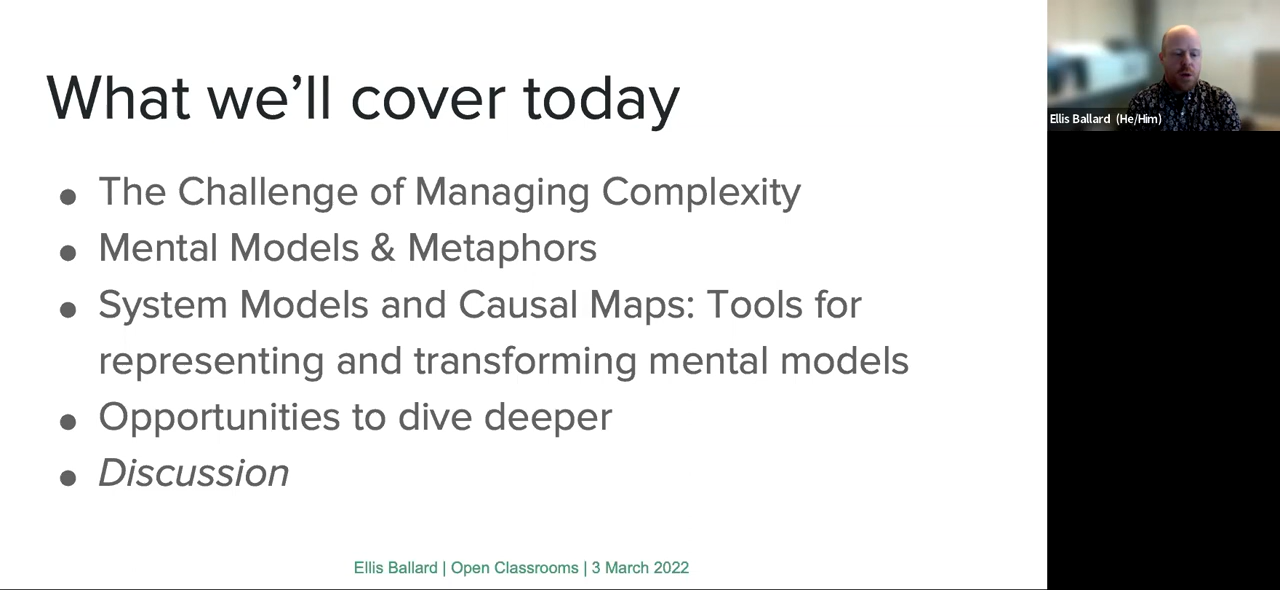 What we’ll cover today
● The Challenge of Managing Complexity
● Mental Models & Metaphors
● System Models and Causal Maps: Tools for
representing and transforming mental models
● Opportunities to dive deeper
● Discussion
Ellis Ballard | Open Classrooms | 3 March 2022
Ellis Ballard (He/Him)